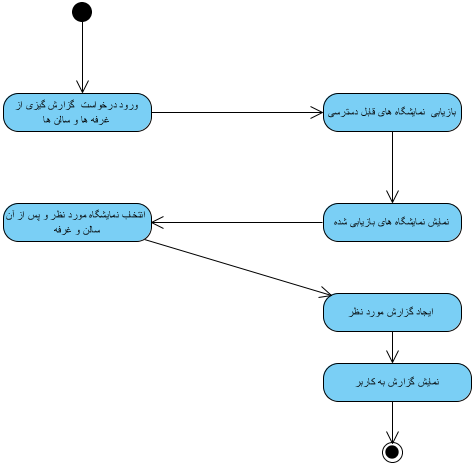 ورود درخواست گزارش گیری از
غرفه ها و سالن ها
بازیابی نمایشگاه های قابل دسترسی
نمایش نمایشگاه های بازیابی شده
انتخاب نمایشگاه مورد نظر و پس از آن
سالن و غرفه
ایجاد گزارش مورد نظر
نمایش گزارش به کاربر